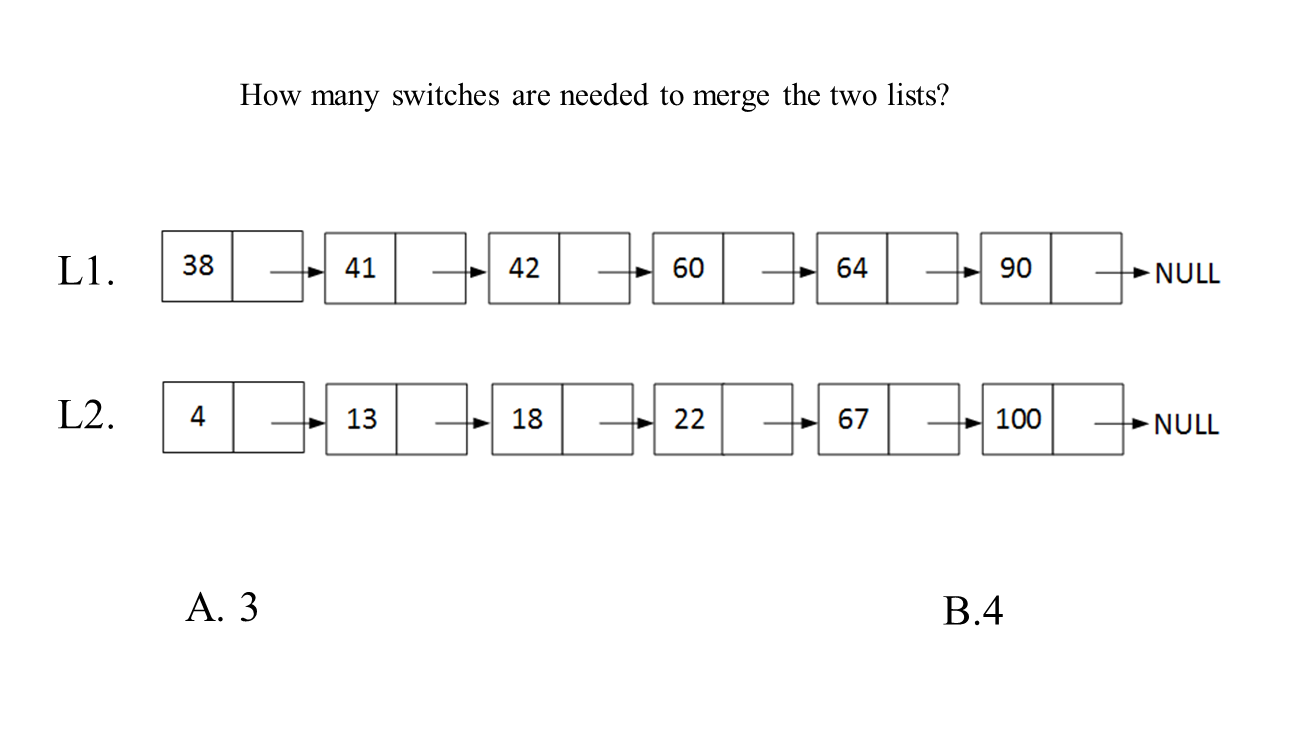 How many switches are needed to merge the two lists?
L1. 38 41 42 60 64 90 NULL
L2. 4 13 18 22 67 100 NULL
A. 3 B.4